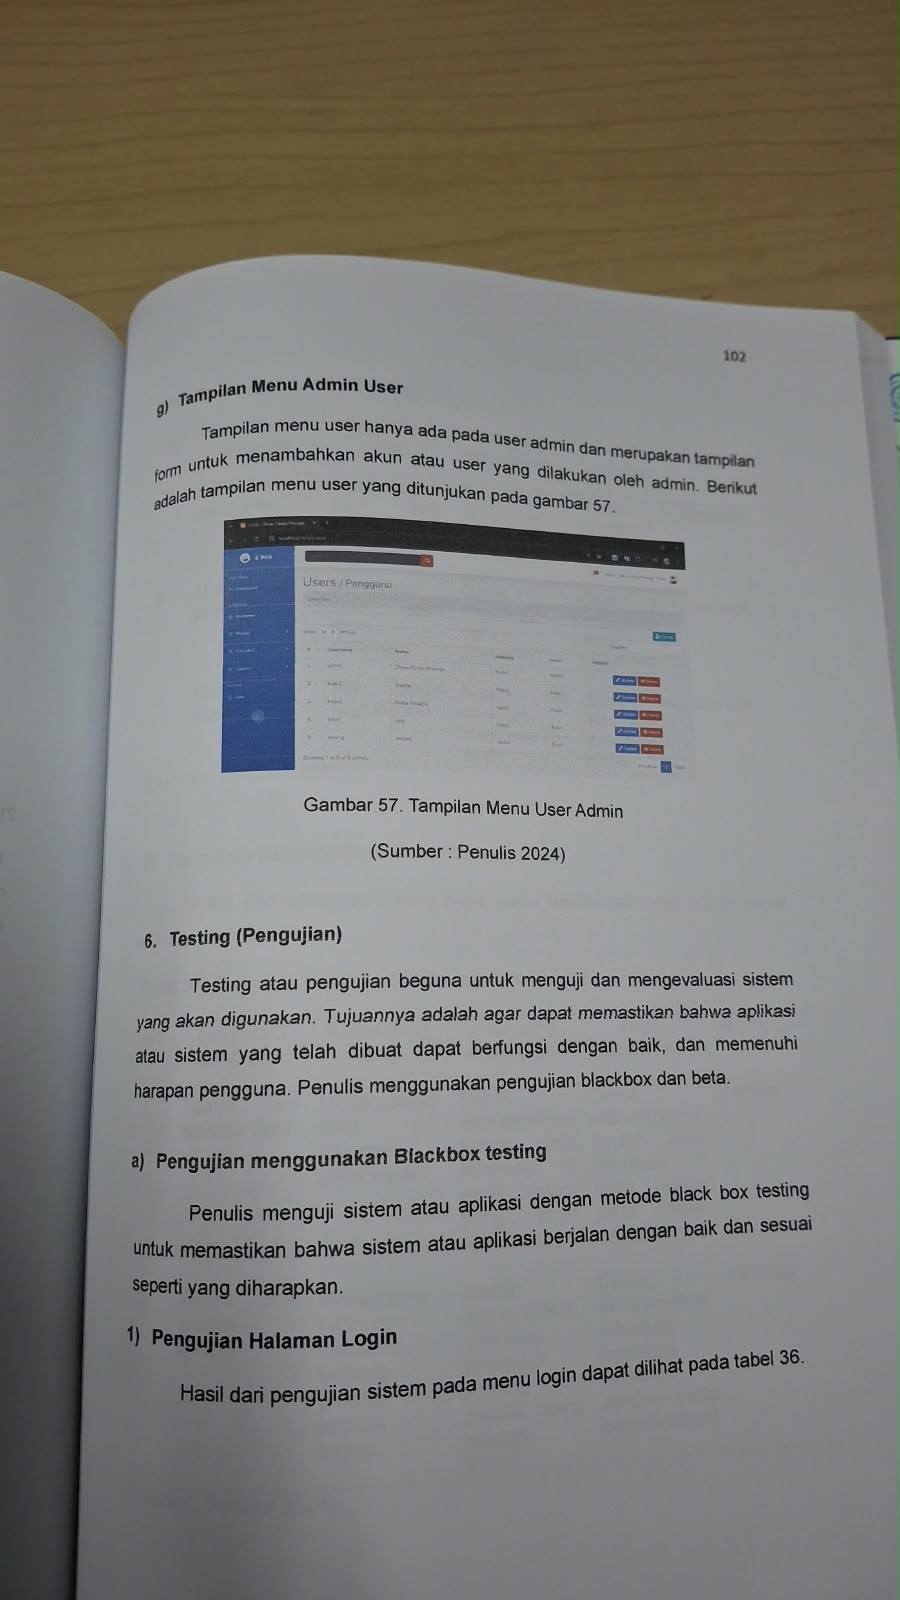 102
g) Tampilan Menu Admin User
Tampilan menu user hanya ada pada user admin dan merupakan tampilan
form untuk menambahkan akun atau user yang dilakukan oleh admin. Berikut
adalah tampilan menu user yang ditunjukan pada gambar 57.
Users / Pengguna
Gambar 57. Tampilan Menu User Admin
(Sumber : Penulis 2024)
6. Testing (Pengujian)
Testing atau pengujian beguna untuk menguji dan mengevaluasi sistem
yang akan digunakan. Tujuannya adalah agar dapat memastikan bahwa aplikasi
atau sistem yang telah dibuat dapat berfungsi dengan baik, dan memenuhi
harapan pengguna. Penulis menggunakan pengujian blackbox dan beta.
a) Pengujian menggunakan Blackbox testing
Penulis menguji sistem atau aplikasi dengan metode black box testing
untuk memastikan bahwa sistem atau aplikasi berjalan dengan baik dan sesuai
seperti yang diharapkan.
1) Pengujian Halaman Login
Hasil dari pengujian sistem pada menu login dapat dilihat pada tabel 36.